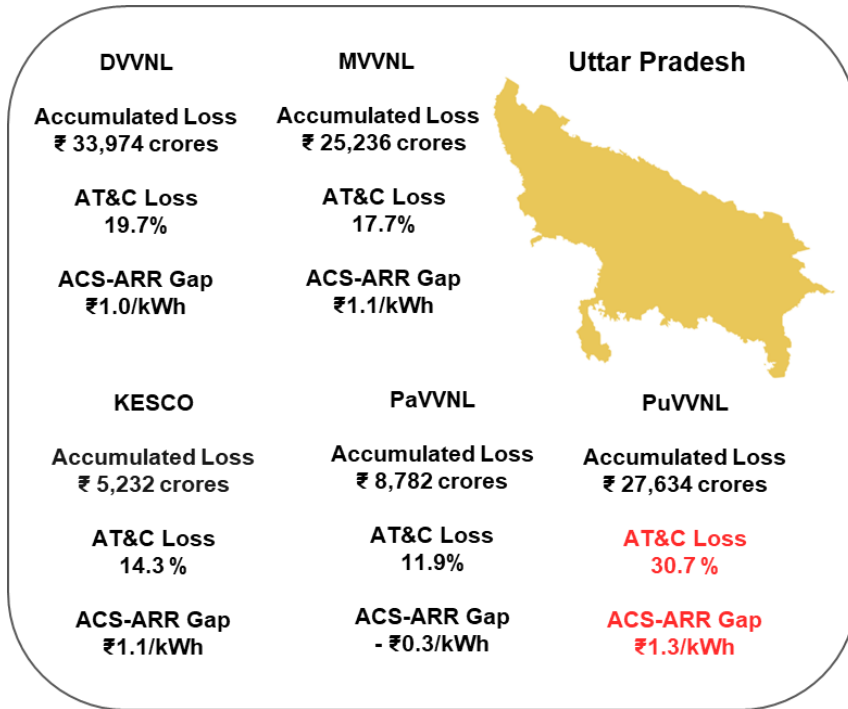 DVVNL
Accumulated Loss
₹ 33,974 crores
AT&C Loss
19.7%
ACS-ARR Gap
₹1.0/kWh
MVVNL
Accumulated Loss
₹ 25,236 crores
AT&C Loss
17.7%
ACS-ARR Gap
₹1.1/kWh
Uttar Pradesh
KESCO
Accumulated Loss
₹ 5,232 crores
AT&C Loss
14.3 %
ACS-ARR Gap
₹1.1/kWh
PaVVNL
Accumulated Loss
₹ 8,782 crores
AT&C Loss
11.9%
ACS-ARR Gap
- ₹0.3/kWh
PuVVNL
Accumulated Loss
₹ 27,634 crores
AT&C Loss
30.7 %
ACS-ARR Gap
₹1.3/kWh